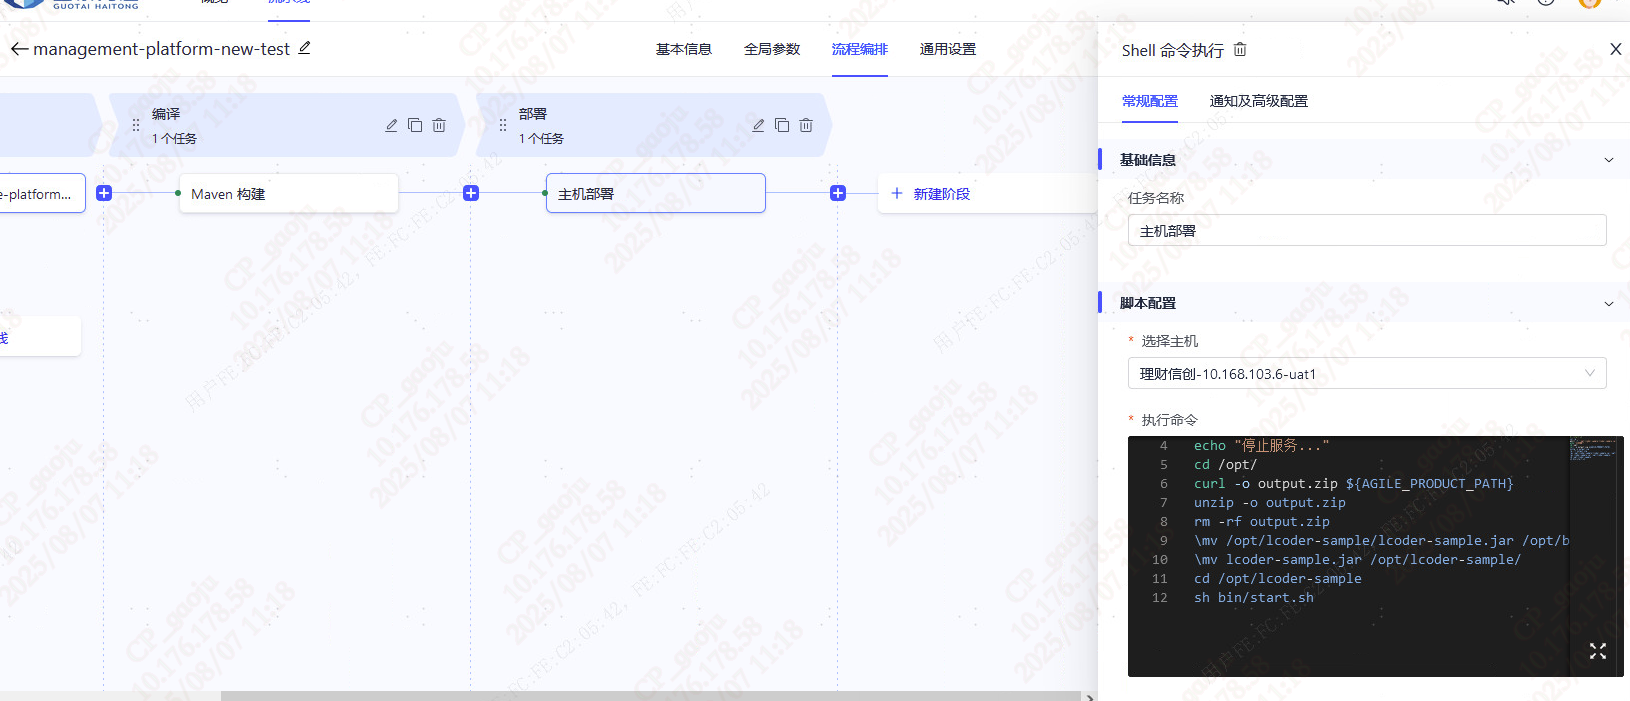 GUOTAI HAITONG
概览
流水线
management-platform-new-test
基本信息
全局参数
流程编排
通用设置
编译
1 个任务
部署
1 个任务
e-platform...
Maven 构建
主机部署
新建阶段
线
Shell 命令执行
常规配置
通知及高级配置
基础信息
任务名称
主机部署
脚本配置
* 选择主机
理财信创-10.168.103.6-uat1
* 执行命令
4 echo "停止服务..."
5 cd /opt/
6 curl -o output.zip ${AGILE_PRODUCT_PATH}
7 unzip -o output.zip
8 rm -rf output.zip
9 \mv /opt/lcoder-sample/lcoder-sample.jar /opt/b
10 \mv lcoder-sample.jar /opt/lcoder-sample/
11 cd /opt/lcoder-sample
12 sh bin/start.sh
CP_gaoju
10.176.178.58
2025/08/07 11:18
用户FE:FC:FE:C2:05:42,